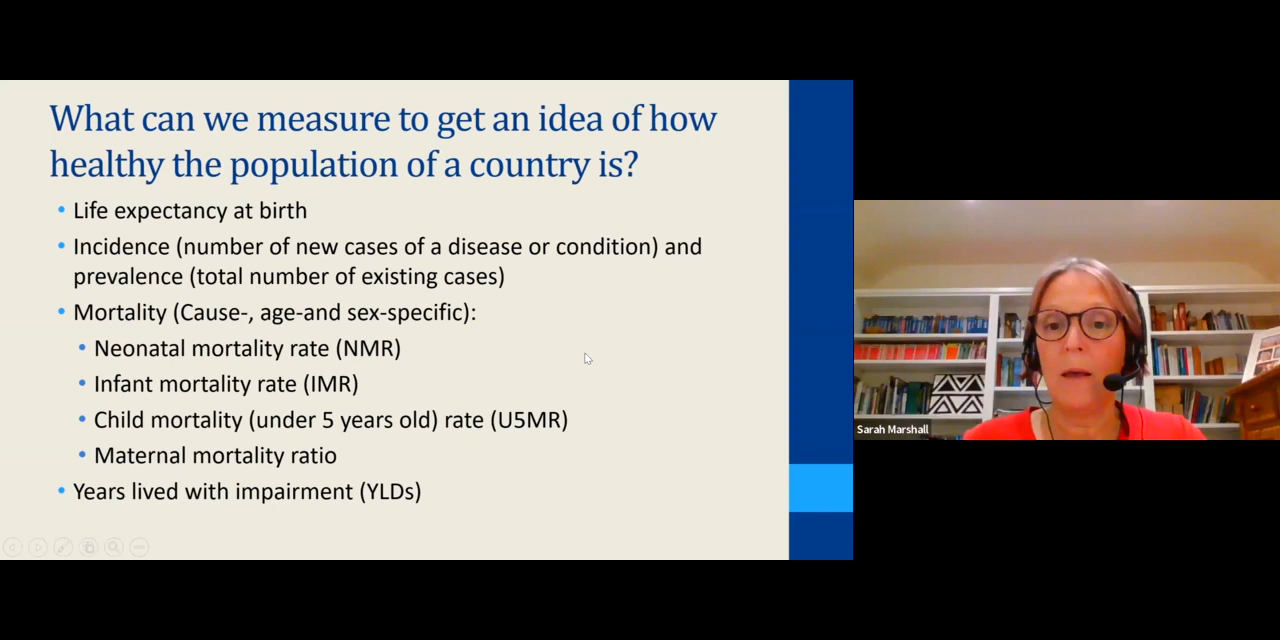 What can we measure to get an idea of how
healthy the population of a country is?
• Life expectancy at birth
• Incidence (number of new cases of a disease or condition) and
prevalence (total number of existing cases)
• Mortality (Cause-, age-and sex-specific):
• Neonatal mortality rate (NMR)
• Infant mortality rate (IMR)
• Child mortality (under 5 years old) rate (U5MR)
• Maternal mortality ratio
• Years lived with impairment (YLDs)
Sarah Marshall